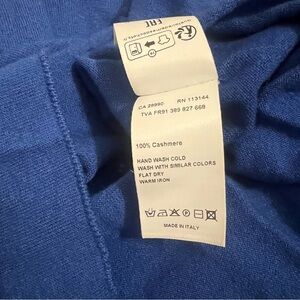 CA 28990 RN 113144
TVA FR91 389 827 668
100% Cashmere
HAND WASH COLD
WASH WITH SIMILAR COLORS
FLAT DRY
WARM IRON
MADE IN ITALY